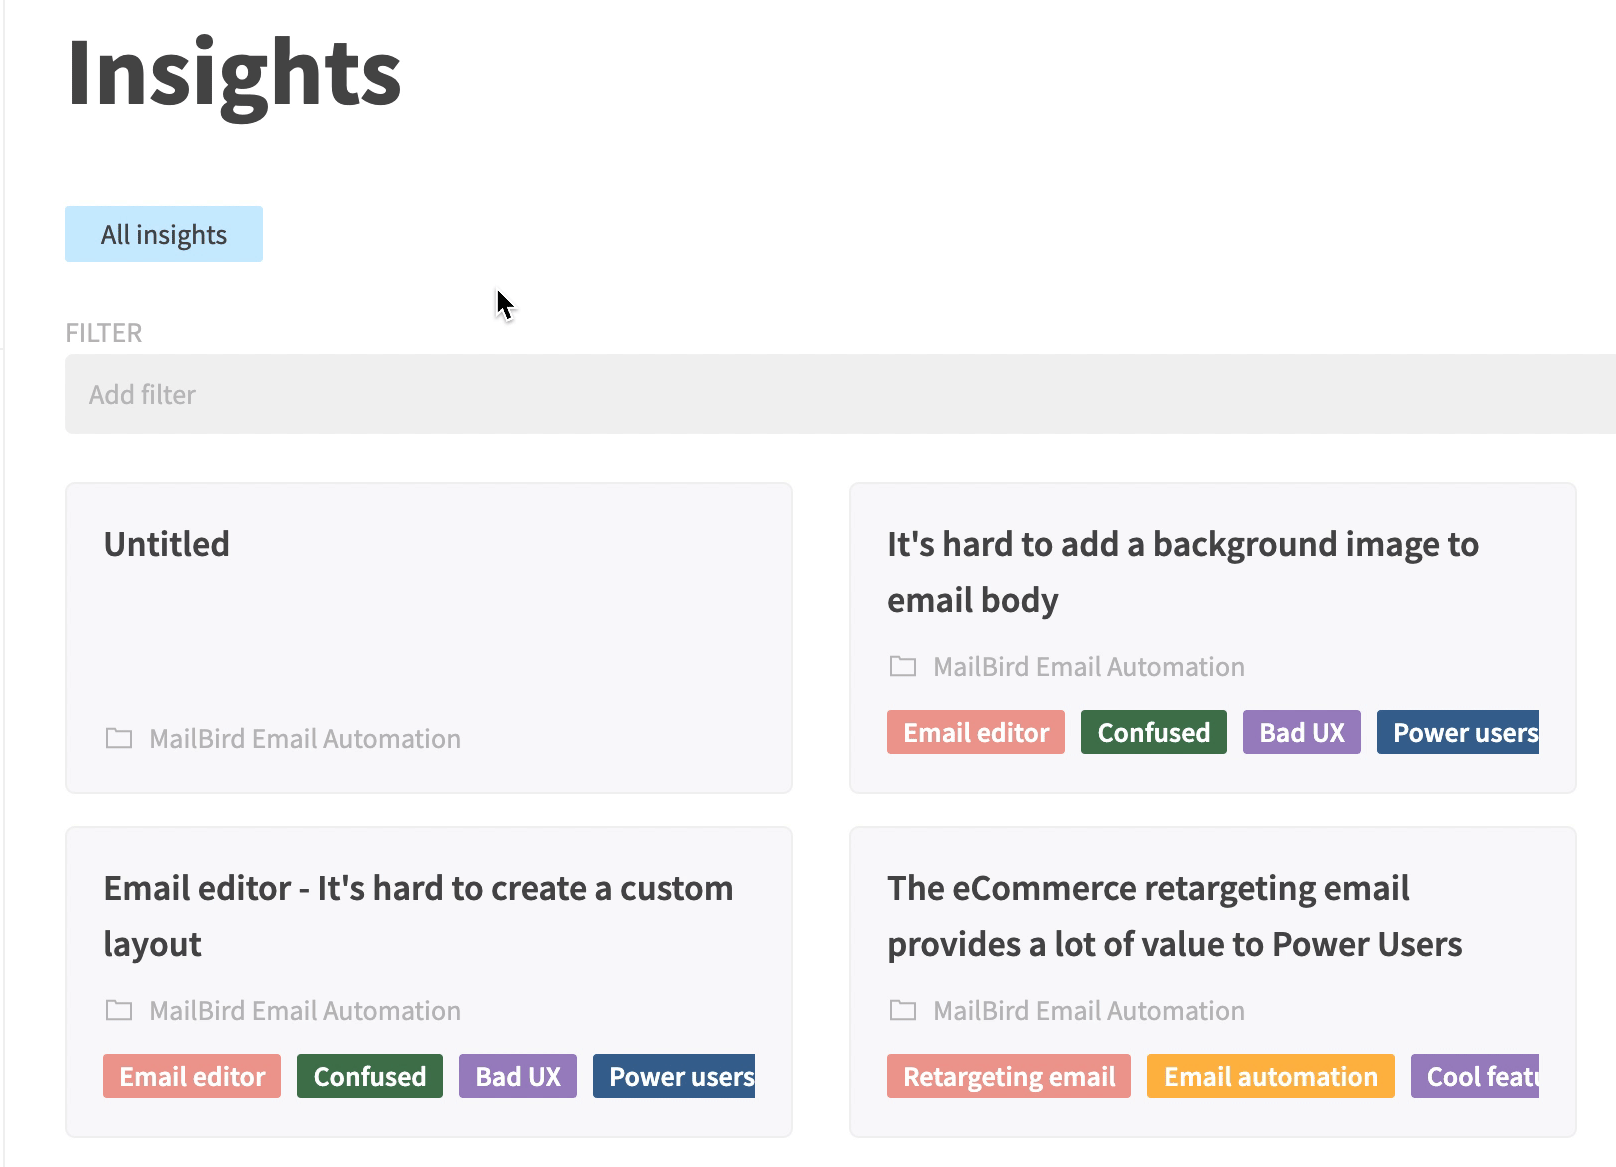 Insights
All insights
FILTER
Add filter
Untitled
MailBird Email Automation
It's hard to add a background image to
email body
MailBird Email Automation
Email editor Confused Bad UX Power users
Email editor - It's hard to create a custom
layout
MailBird Email Automation
Email editor Confused Bad UX Power users
The eCommerce retargeting email
provides a lot of value to Power Users
MailBird Email Automation
Retargeting email Email automation Cool